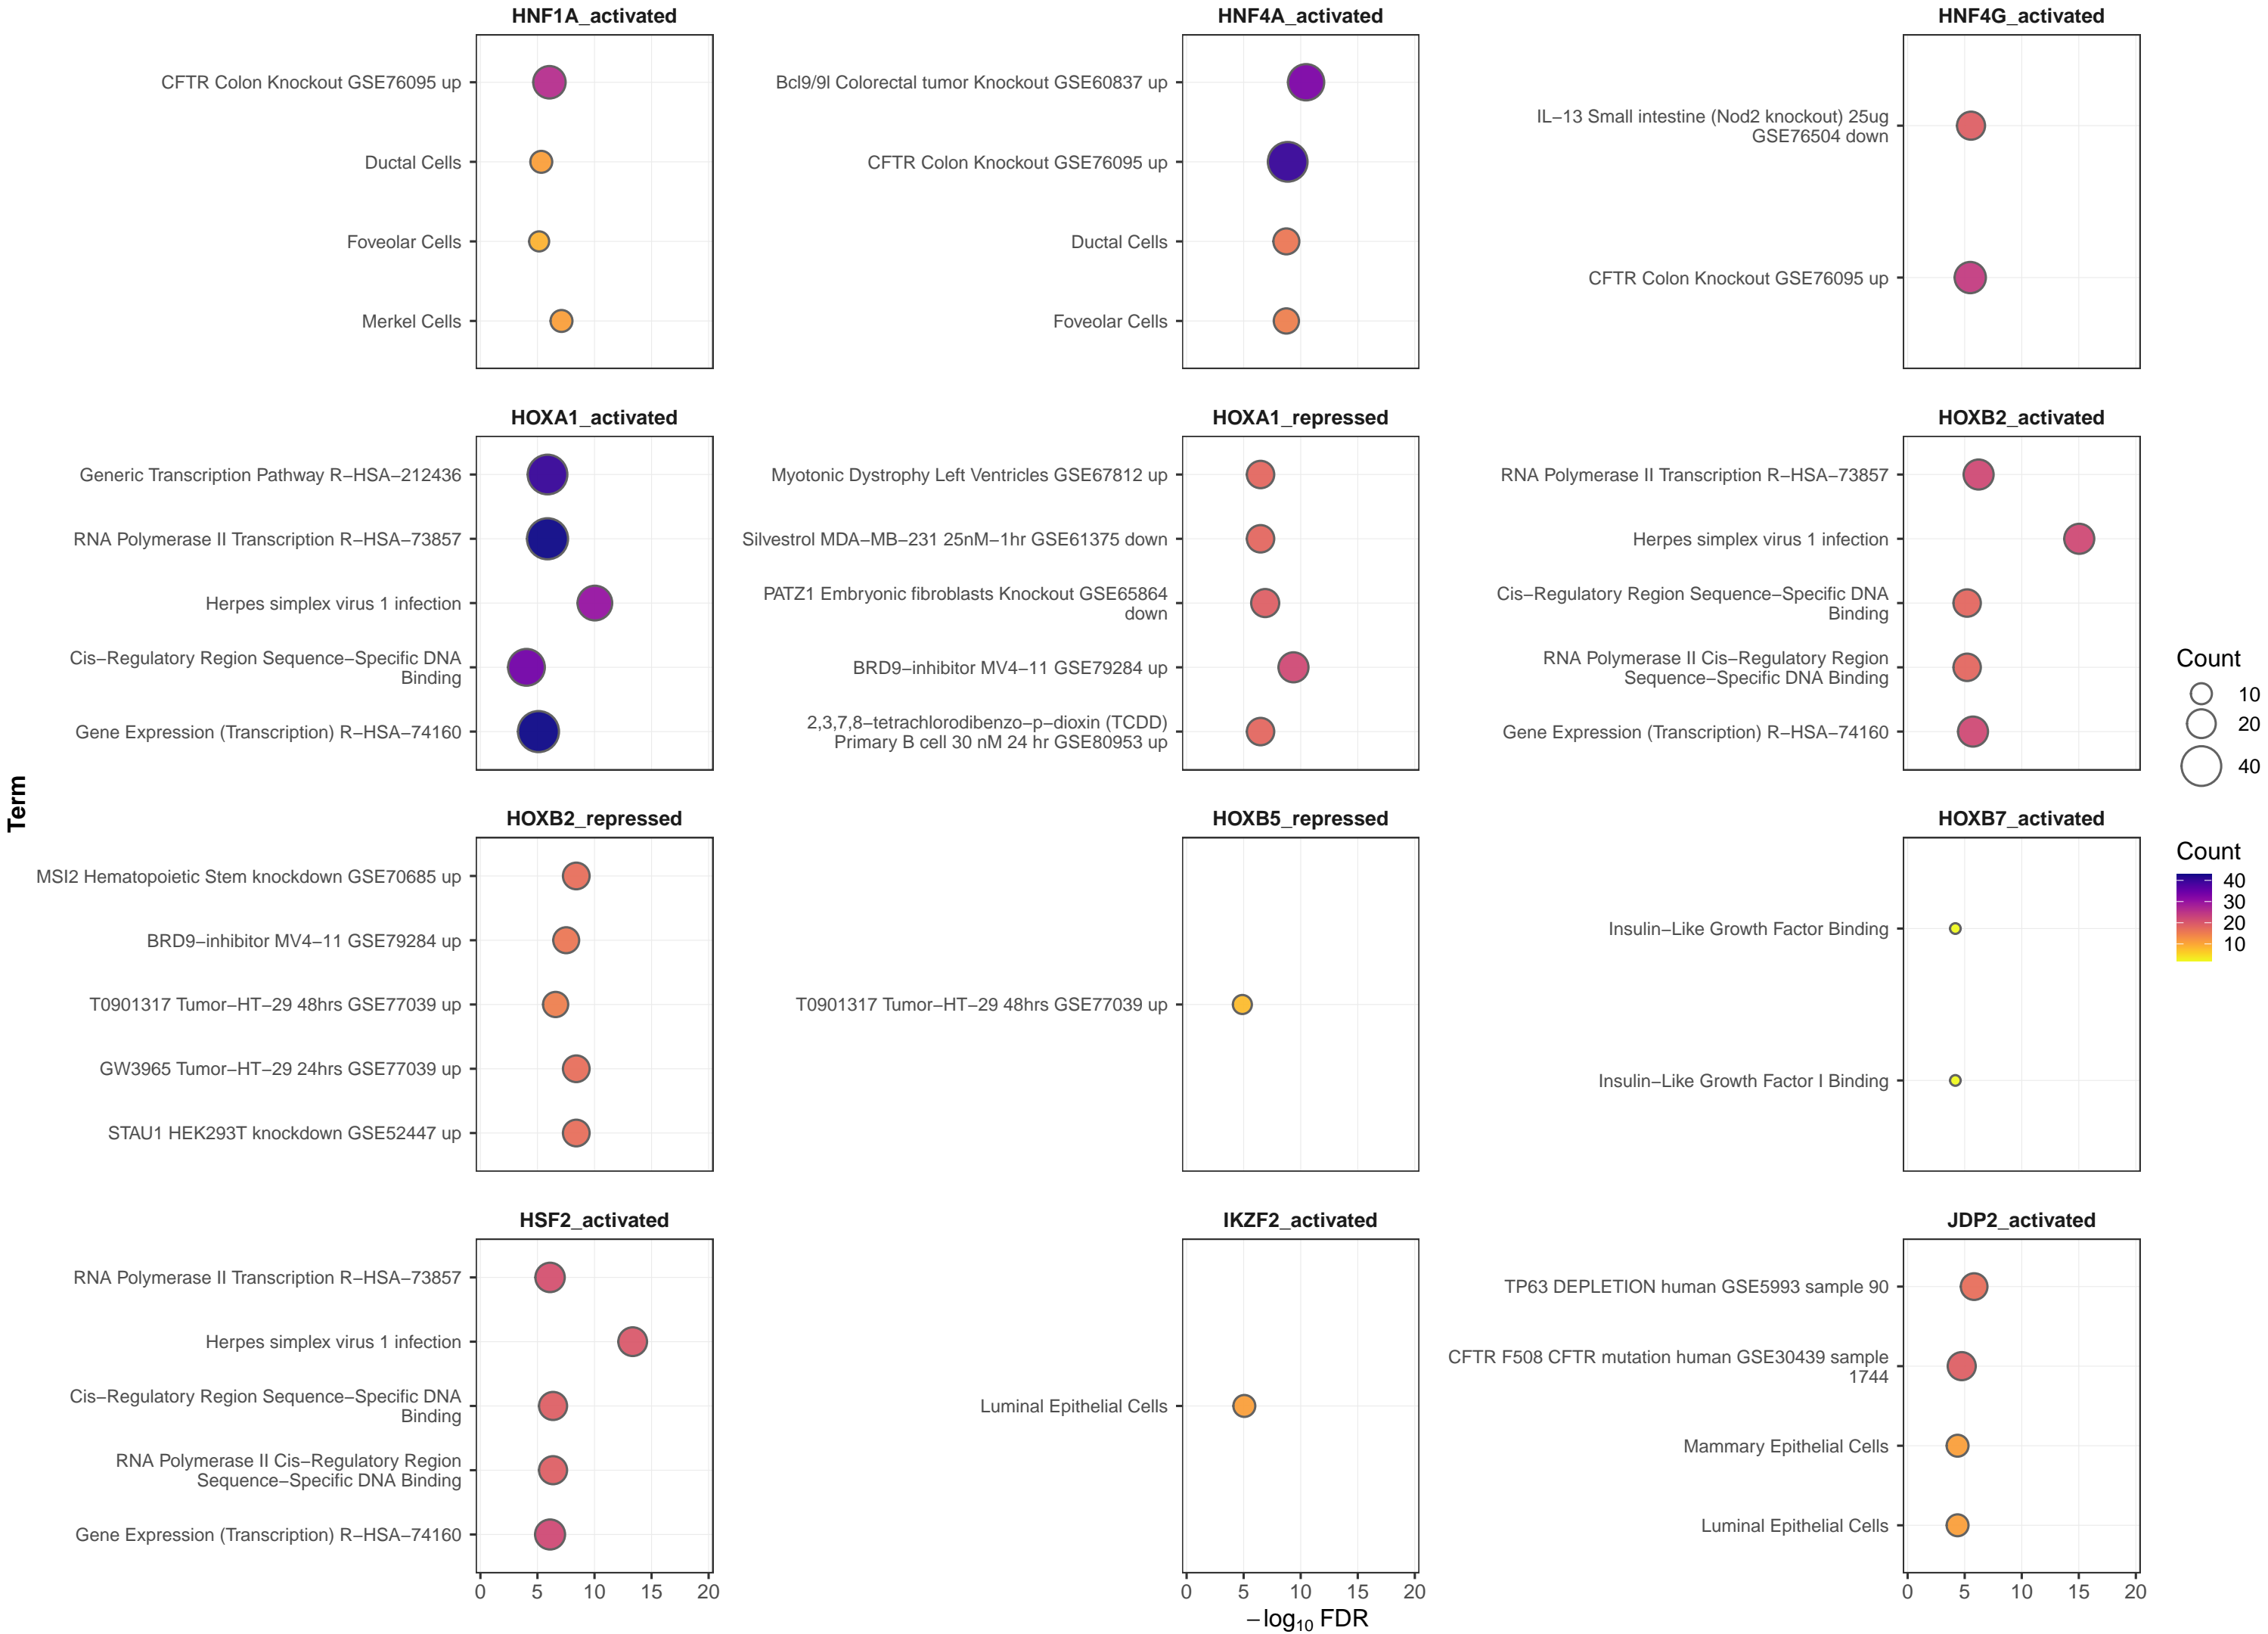 HNF1A_activated
CFTR Colon Knockout GSE76095 up
Ductal Cells
Foveolar Cells
Merkel Cells
HNF4A_activated
Bcl9/9l Colorectal tumor Knockout GSE60837 up
CFTR Colon Knockout GSE76095 up
Ductal Cells
Foveolar Cells
HNF4G_activated
IL−13 Small intestine (Nod2 knockout) 25ug
GSE76504 down
CFTR Colon Knockout GSE76095 up
HOXA1_activated
Generic Transcription Pathway R−HSA−212436
RNA Polymerase II Transcription R−HSA−73857
Herpes simplex virus 1 infection
Cis−Regulatory Region Sequence−Specific DNA
Binding
Gene Expression (Transcription) R−HSA−74160
HOXA1_repressed
Myotonic Dystrophy Left Ventricles GSE67812 up
Silvestrol MDA−MB−231 25nM−1hr GSE61375 down
PATZ1 Embryonic fibroblasts Knockout GSE65864
down
BRD9−inhibitor MV4−11 GSE79284 up
2,3,7,8−tetrachlorodibenzo−p−dioxin (TCDD)
Primary B cell 30 nM 24 hr GSE80953 up
HOXB2_activated
RNA Polymerase II Transcription R−HSA−73857
Herpes simplex virus 1 infection
Cis−Regulatory Region Sequence−Specific DNA
Binding
RNA Polymerase II Cis−Regulatory Region
Sequence−Specific DNA Binding
Gene Expression (Transcription) R−HSA−74160
HOXB2_repressed
MSI2 Hematopoietic Stem knockdown GSE70685 up
BRD9−inhibitor MV4−11 GSE79284 up
T0901317 Tumor−HT−29 48hrs GSE77039 up
GW3965 Tumor−HT−29 24hrs GSE77039 up
STAU1 HEK293T knockdown GSE52447 up
HOXB5_repressed
T0901317 Tumor−HT−29 48hrs GSE77039 up
HOXB7_activated
Insulin−Like Growth Factor Binding
Insulin−Like Growth Factor I Binding
HSF2_activated
RNA Polymerase II Transcription R−HSA−73857
Herpes simplex virus 1 infection
Cis−Regulatory Region Sequence−Specific DNA
Binding
RNA Polymerase II Cis−Regulatory Region
Sequence−Specific DNA Binding
Gene Expression (Transcription) R−HSA−74160
0 5 10 15 20
IKZF2_activated
Luminal Epithelial Cells
0 5 10 15 20
JDP2_activated
TP63 DEPLETION human GSE5993 sample 90
CFTR F508 CFTR mutation human GSE30439 sample
1744
Mammary Epithelial Cells
Luminal Epithelial Cells
0 5 10 15 20
−log10 FDR
Term
Count
10
20
40
Count
40
30
20
10